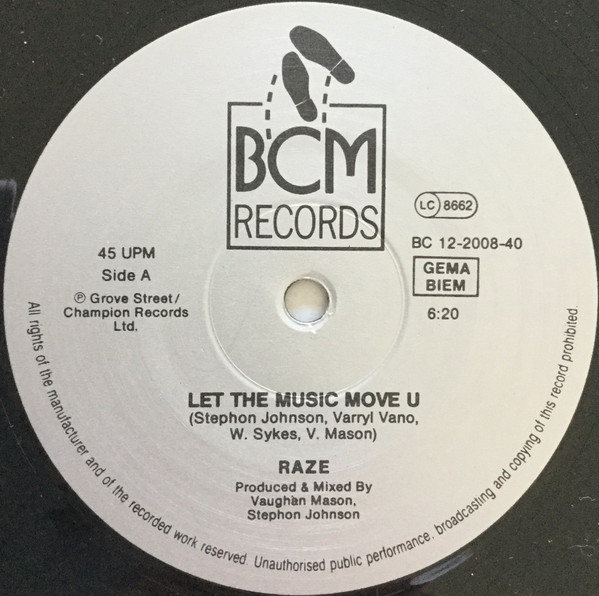 BCM
RECORDS
LC 8662
BC 12-2008-40
GEMA
BIEM
6:20
45 UPM
Side A
Ⓟ Grove Street/
Champion Records
Ltd.
LET THE MUSIC MOVE U
(Stephon Johnson, Varryl Vano,
W. Sykes, V. Mason)
RAZE
Produced & Mixed By
Vaughan Mason,
Stephon Johnson
All rights of the manufacturer and of the recorded work reserved. Unauthorised public performance, broadcasting and copying of this record prohibited.